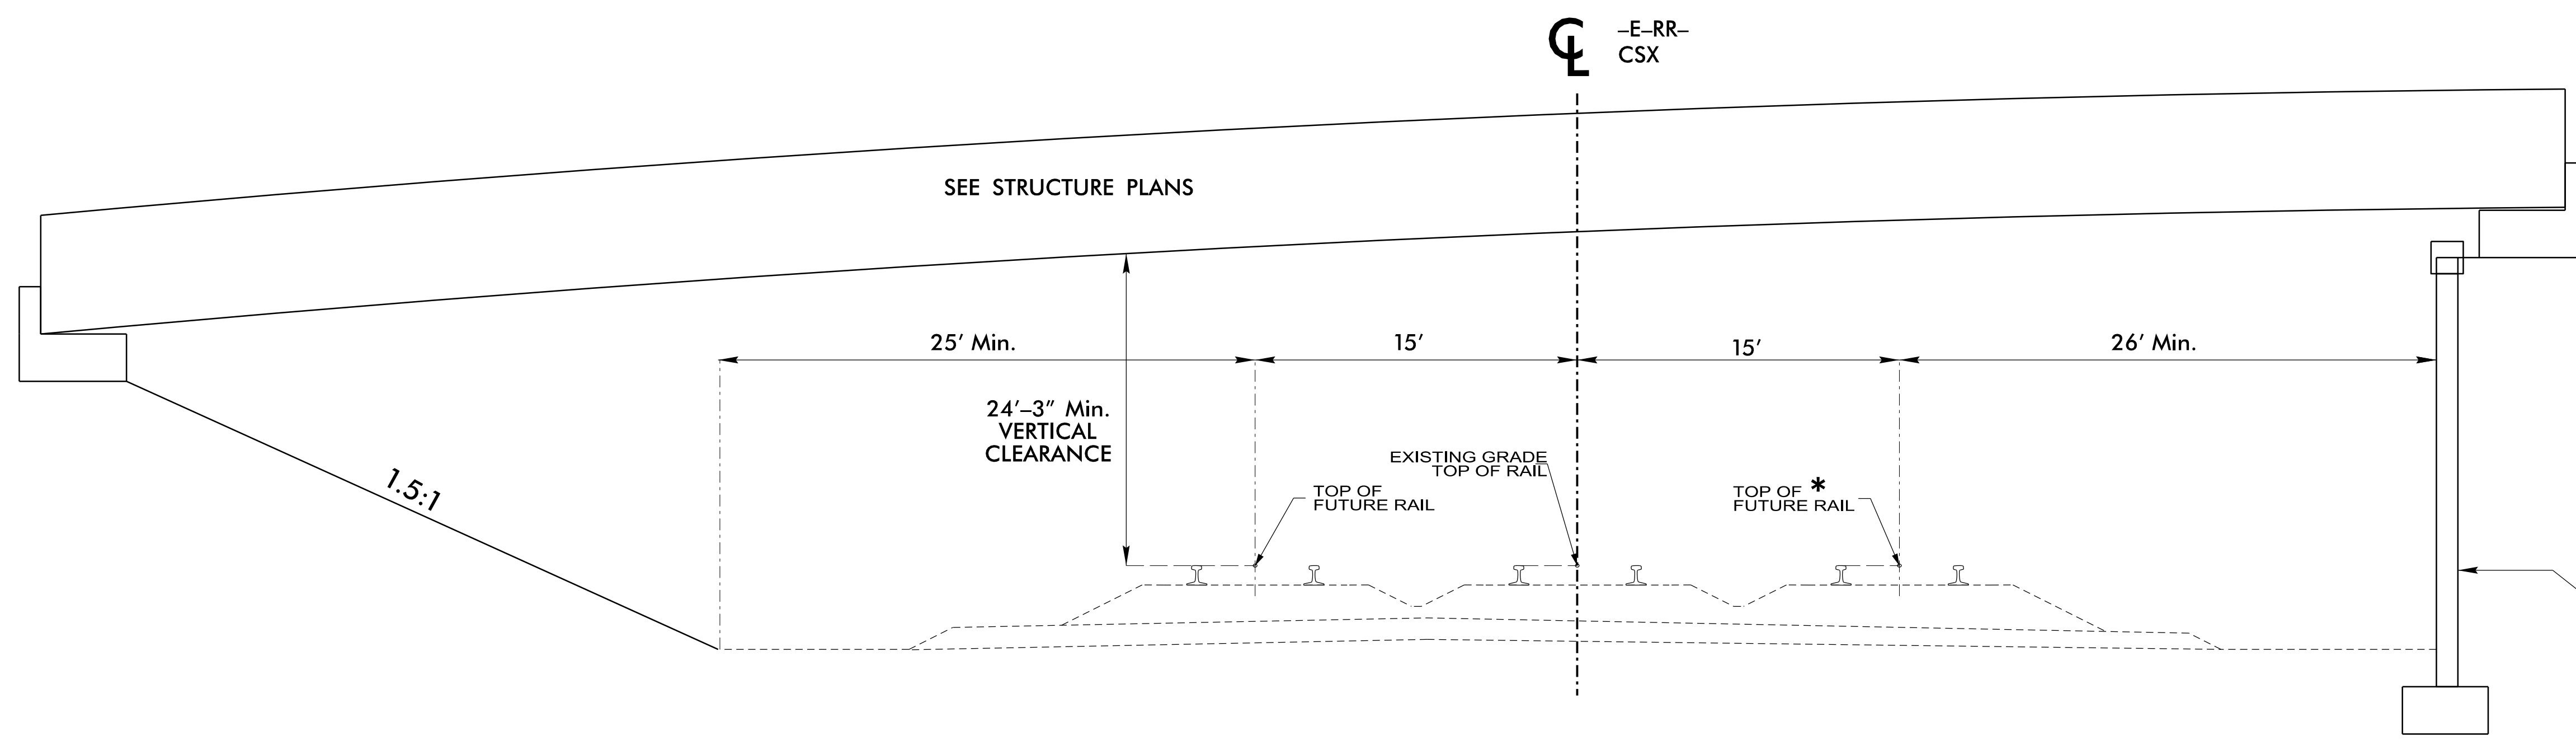 ℄ –E–RR–
CSX
SEE STRUCTURE PLANS
25' Min.
15'
15'
26' Min.
24'–3" Min.
VERTICAL
CLEARANCE
EXISTING GRADE
TOP OF RAIL
TOP OF
FUTURE RAIL
TOP OF *
FUTURE RAIL
1.5:1